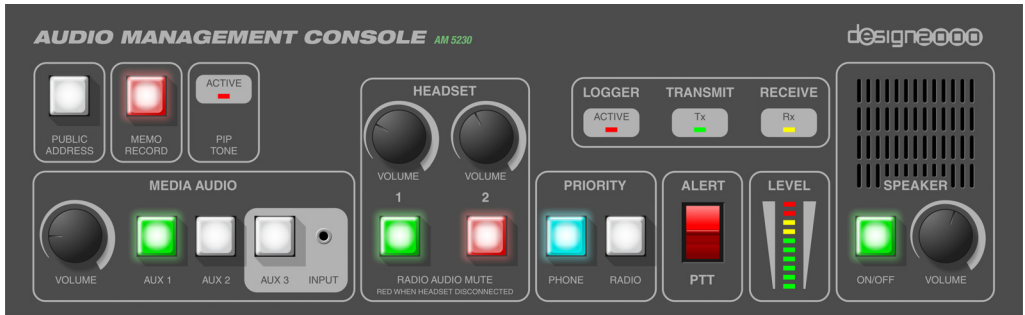 AUDIO MANAGEMENT CONSOLE AM 5230
design2000
PUBLIC
ADDRESS
MEMO
RECORD
ACTIVE
PIP
TONE
HEADSET
VOLUME
VOLUME
1
2
RADIO AUDIO MUTE
RED WHEN HEADSET DISCONNECTED
LOGGER
ACTIVE
TRANSMIT
Tx
RECEIVE
Rx
MEDIA AUDIO
VOLUME
AUX 1
AUX 2
AUX 3
INPUT
PRIORITY
PHONE
RADIO
ALERT
PTT
LEVEL
SPEAKER
ON/OFF
VOLUME